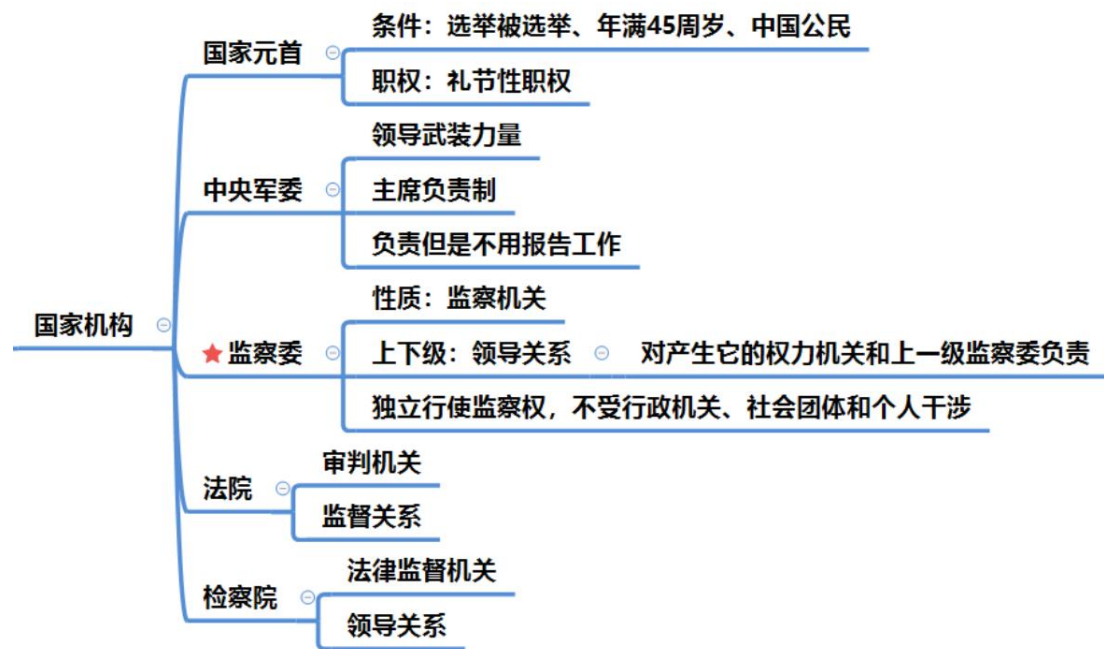 国家机构
国家元首
条件：选举被选举、年满45周岁、中国公民
职权：礼节性职权
中央军委
领导武装力量
主席负责制
负责但是不用报告工作
监察委
性质：监察机关
上下级：领导关系
对产生它的权力机关和上一级监察委负责
独立行使监察权，不受行政机关、社会团体和个人干涉
法院
审判机关
监督关系
检察院
法律监督机关
领导关系